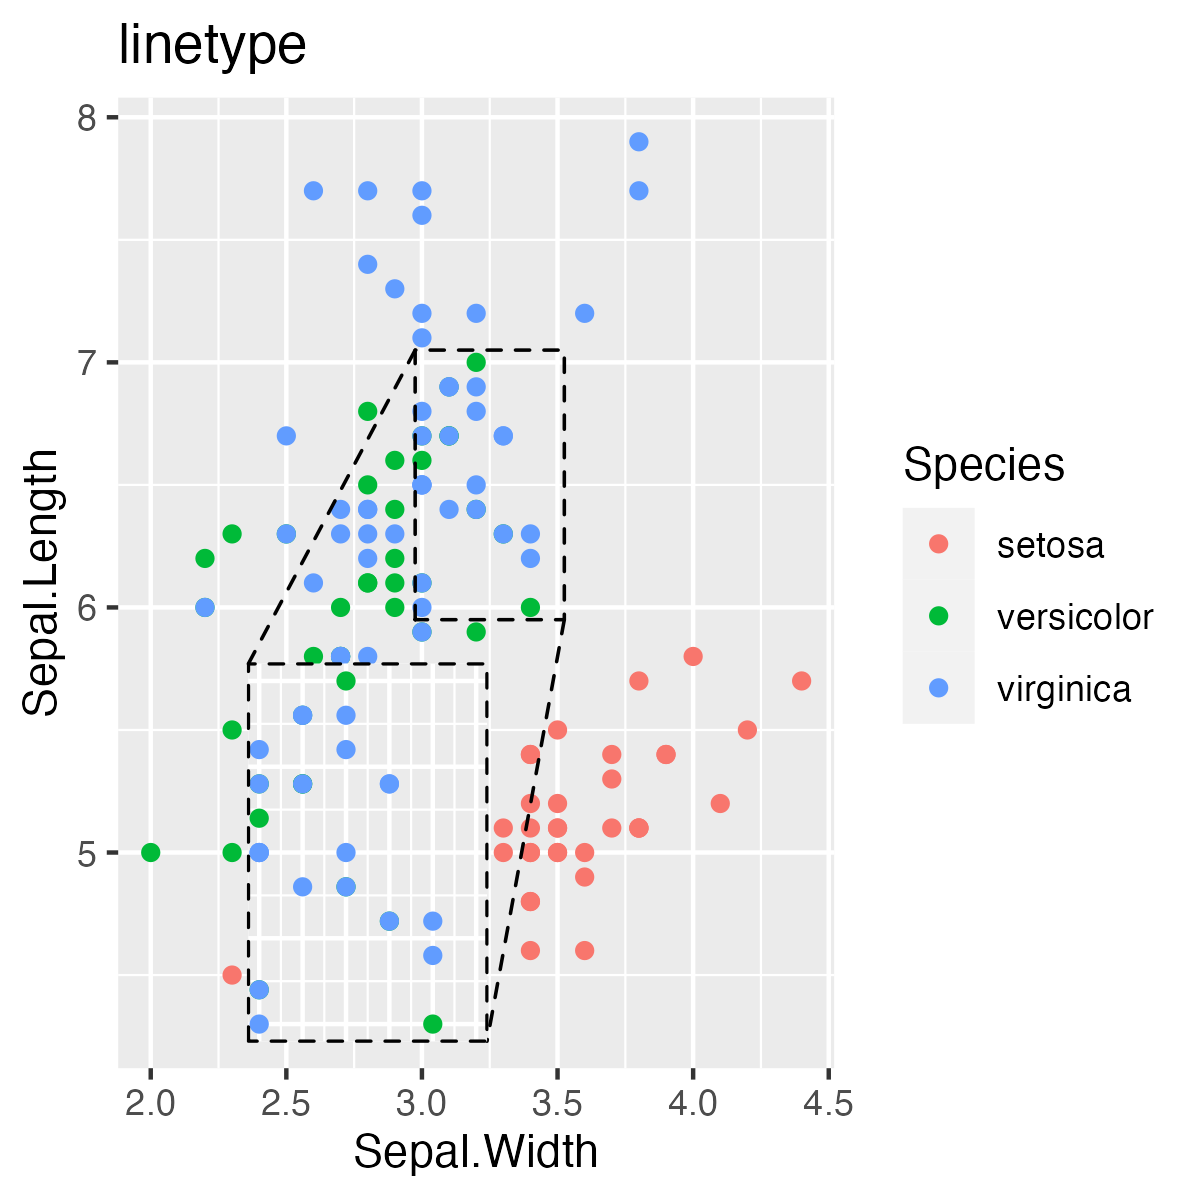 linetype
8
7
6
5
Sepal.Length
2.0 2.5 3.0 3.5 4.0 4.5
Sepal.Width
Species
setosa
versicolor
virginica